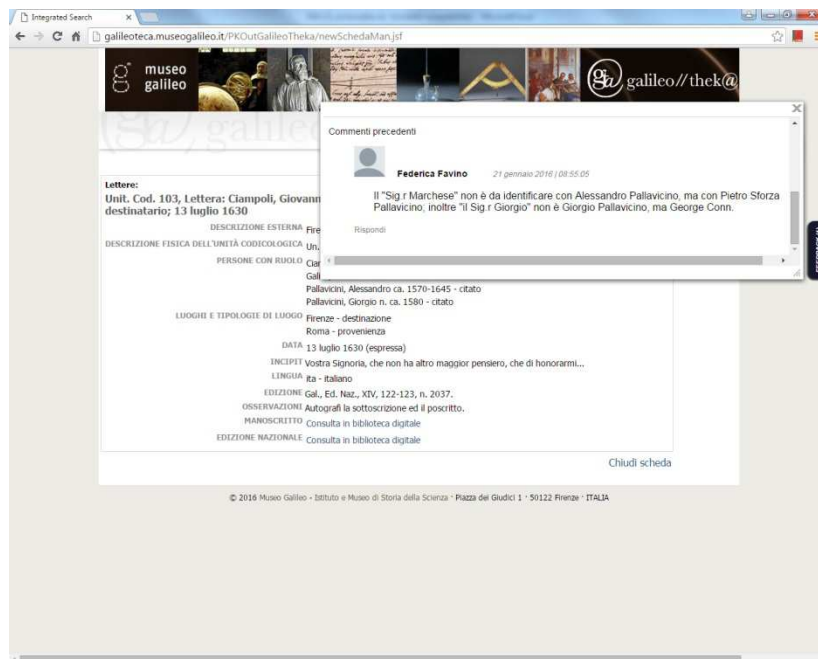 Integrated Search
galileoteca.museogalileo.it/PKOutGalileoTheka/newSchedaMan.jsf
museo
galileo
galileo//thek@
Commenti precedenti
Federica Favino 21 gennaio 2016 | 08.55.05
Il "Sig.r Marchese" non è da identificare con Alessandro Pallavicino, ma con Pietro Sforza
Pallavicino; inoltre "il Sig.r Giorgio" non è Giorgio Pallavicino, ma George Conn.
Rispondi
Lettere:
Unit. Cod. 103, Lettera: Ciampoli, Giovann
destinatario; 13 luglio 1630
DESCRIZIONE ESTERNA Fire
DESCRIZIONE FISICA DELL'UNITÀ CODICOLOGICA Un.
PERSONE CON RUOLO Ciar
Gali
Pallavicini, Alessandro ca. 1570-1645 - citato
Pallavicini, Giorgio n. ca. 1580 - citato
LUOGHI E TIPOLOGIE DI LUOGO Firenze - destinazione
Roma - provenienza
DATA 13 luglio 1630 (espressa)
INCIPIT Vostra Signoria, che non ha altro maggior pensiero, che di honorarmi...
LINGUA ita - italiano
EDIZIONE Gal., Ed. Naz., XIV, 122-123, n. 2037.
OSSERVAZIONI Autografi la sottoscrizione ed il poscritto.
MANOSCRITTO Consulta in biblioteca digitale
EDIZIONE NAZIONALE Consulta in biblioteca digitale
Chiudi scheda
© 2016 Museo Galileo - Istituto e Museo di Storia della Scienza · Piazza dei Giudici 1 · 50122 Firenze · ITALIA